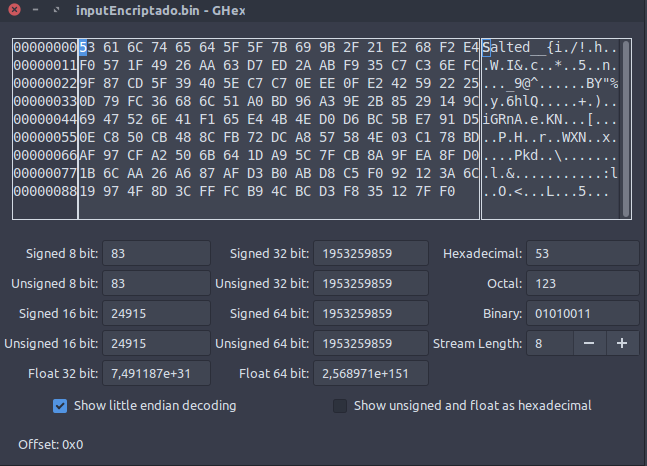 inputEncriptado.bin - GHex
00000000 53 61 6C 74 65 64 5F 5F 7B 69 9B 2F 21 E2 68 F2 E4 Salted__{i./!.h..
00000011 F0 57 1F 49 26 AA 63 D7 ED 2A AB F9 35 C7 C3 6E FC .W.I&.c..*..5..n.
00000022 9F 87 CD 5F 39 40 5E C7 C7 0E EE 0F E2 42 59 22 25 ..._9@^......BY"%
00000033 0D 79 FC 36 68 6C 51 A0 BD 96 A3 9E 2B 85 29 14 9C .y.6hlQ.....+.)..
00000044 69 47 52 6E 41 F1 65 E4 4B 4E D0 D6 BC 5B E7 91 D5 iGRnA.e.KN...[...
00000055 0E C8 50 CB 48 8C FB 72 DC A8 57 58 4E 03 C1 78 BD ..P.H..r..WXN..x.
00000066 AF 97 CF A2 50 6B 64 1D A9 5C 7F CB 8A 9F EA 8F D0 ....Pkd..\.......
00000077 1B 6C AA 26 A6 87 AF D3 B0 AB D8 C5 F0 92 12 3A 6C .l.&...........:l
00000088 19 97 4F 8D 3C FF FC B9 4C BC D3 F8 35 12 7F F0 ..O.<...L...5...
Signed 8 bit: 83 Signed 32 bit: 1953259859 Hexadecimal: 53
Unsigned 8 bit: 83 Unsigned 32 bit: 1953259859 Octal: 123
Signed 16 bit: 24915 Signed 64 bit: 1953259859 Binary: 01010011
Unsigned 16 bit: 24915 Unsigned 64 bit: 1953259859 Stream Length: 8 − +
Float 32 bit: 7,491187e+31 Float 64 bit: 2,568971e+151
Show little endian decoding Show unsigned and float as hexadecimal
Offset: 0x0